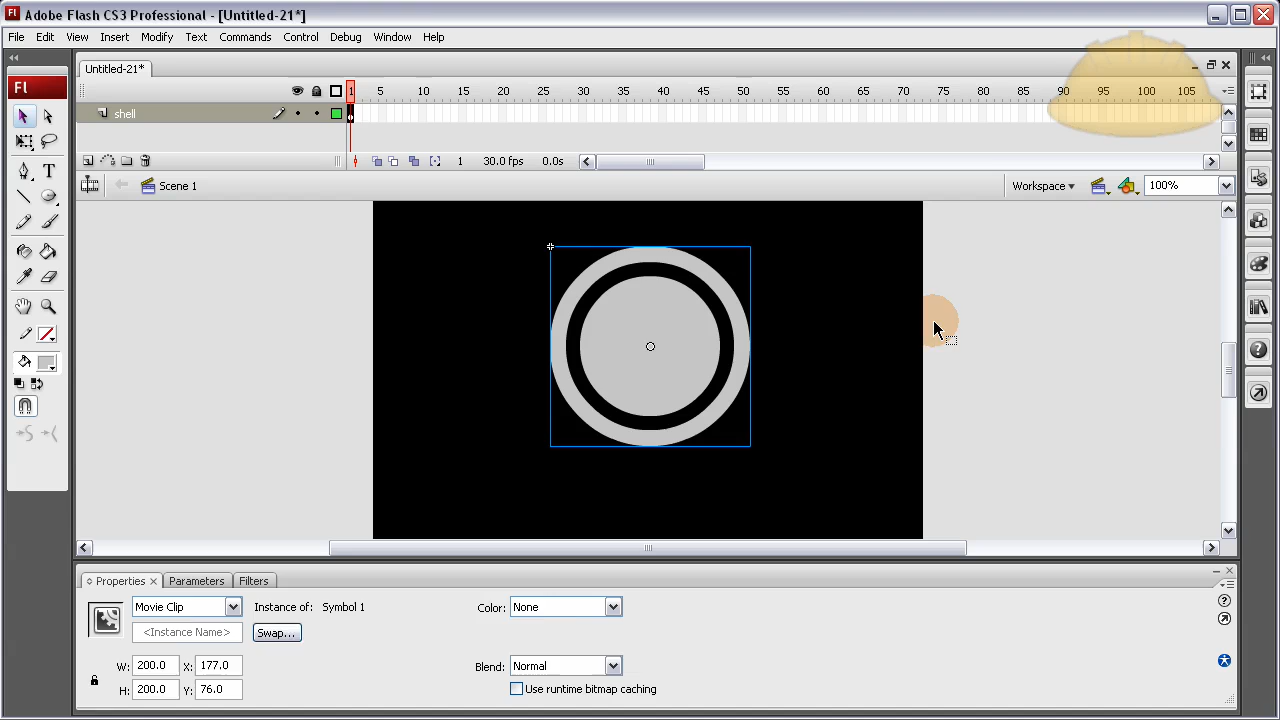 Fl Adobe Flash CS3 Professional - [Untitled-21*]
File Edit View Insert Modify Text Commands Control Debug Window Help
Untitled-21*
Fl
1 5 10 15 20 25 30 35 40 45 50 55 60 65 70 75 80 85 90 95 100 105
shell
1 30.0 fps 0.0s
Scene 1 Workspace 100%
Properties Parameters Filters
Movie Clip Instance of: Symbol 1 Color: None
<Instance Name> Swap...
W: 200.0 X: 177.0 Blend: Normal
H: 200.0 Y: 76.0 Use runtime bitmap caching